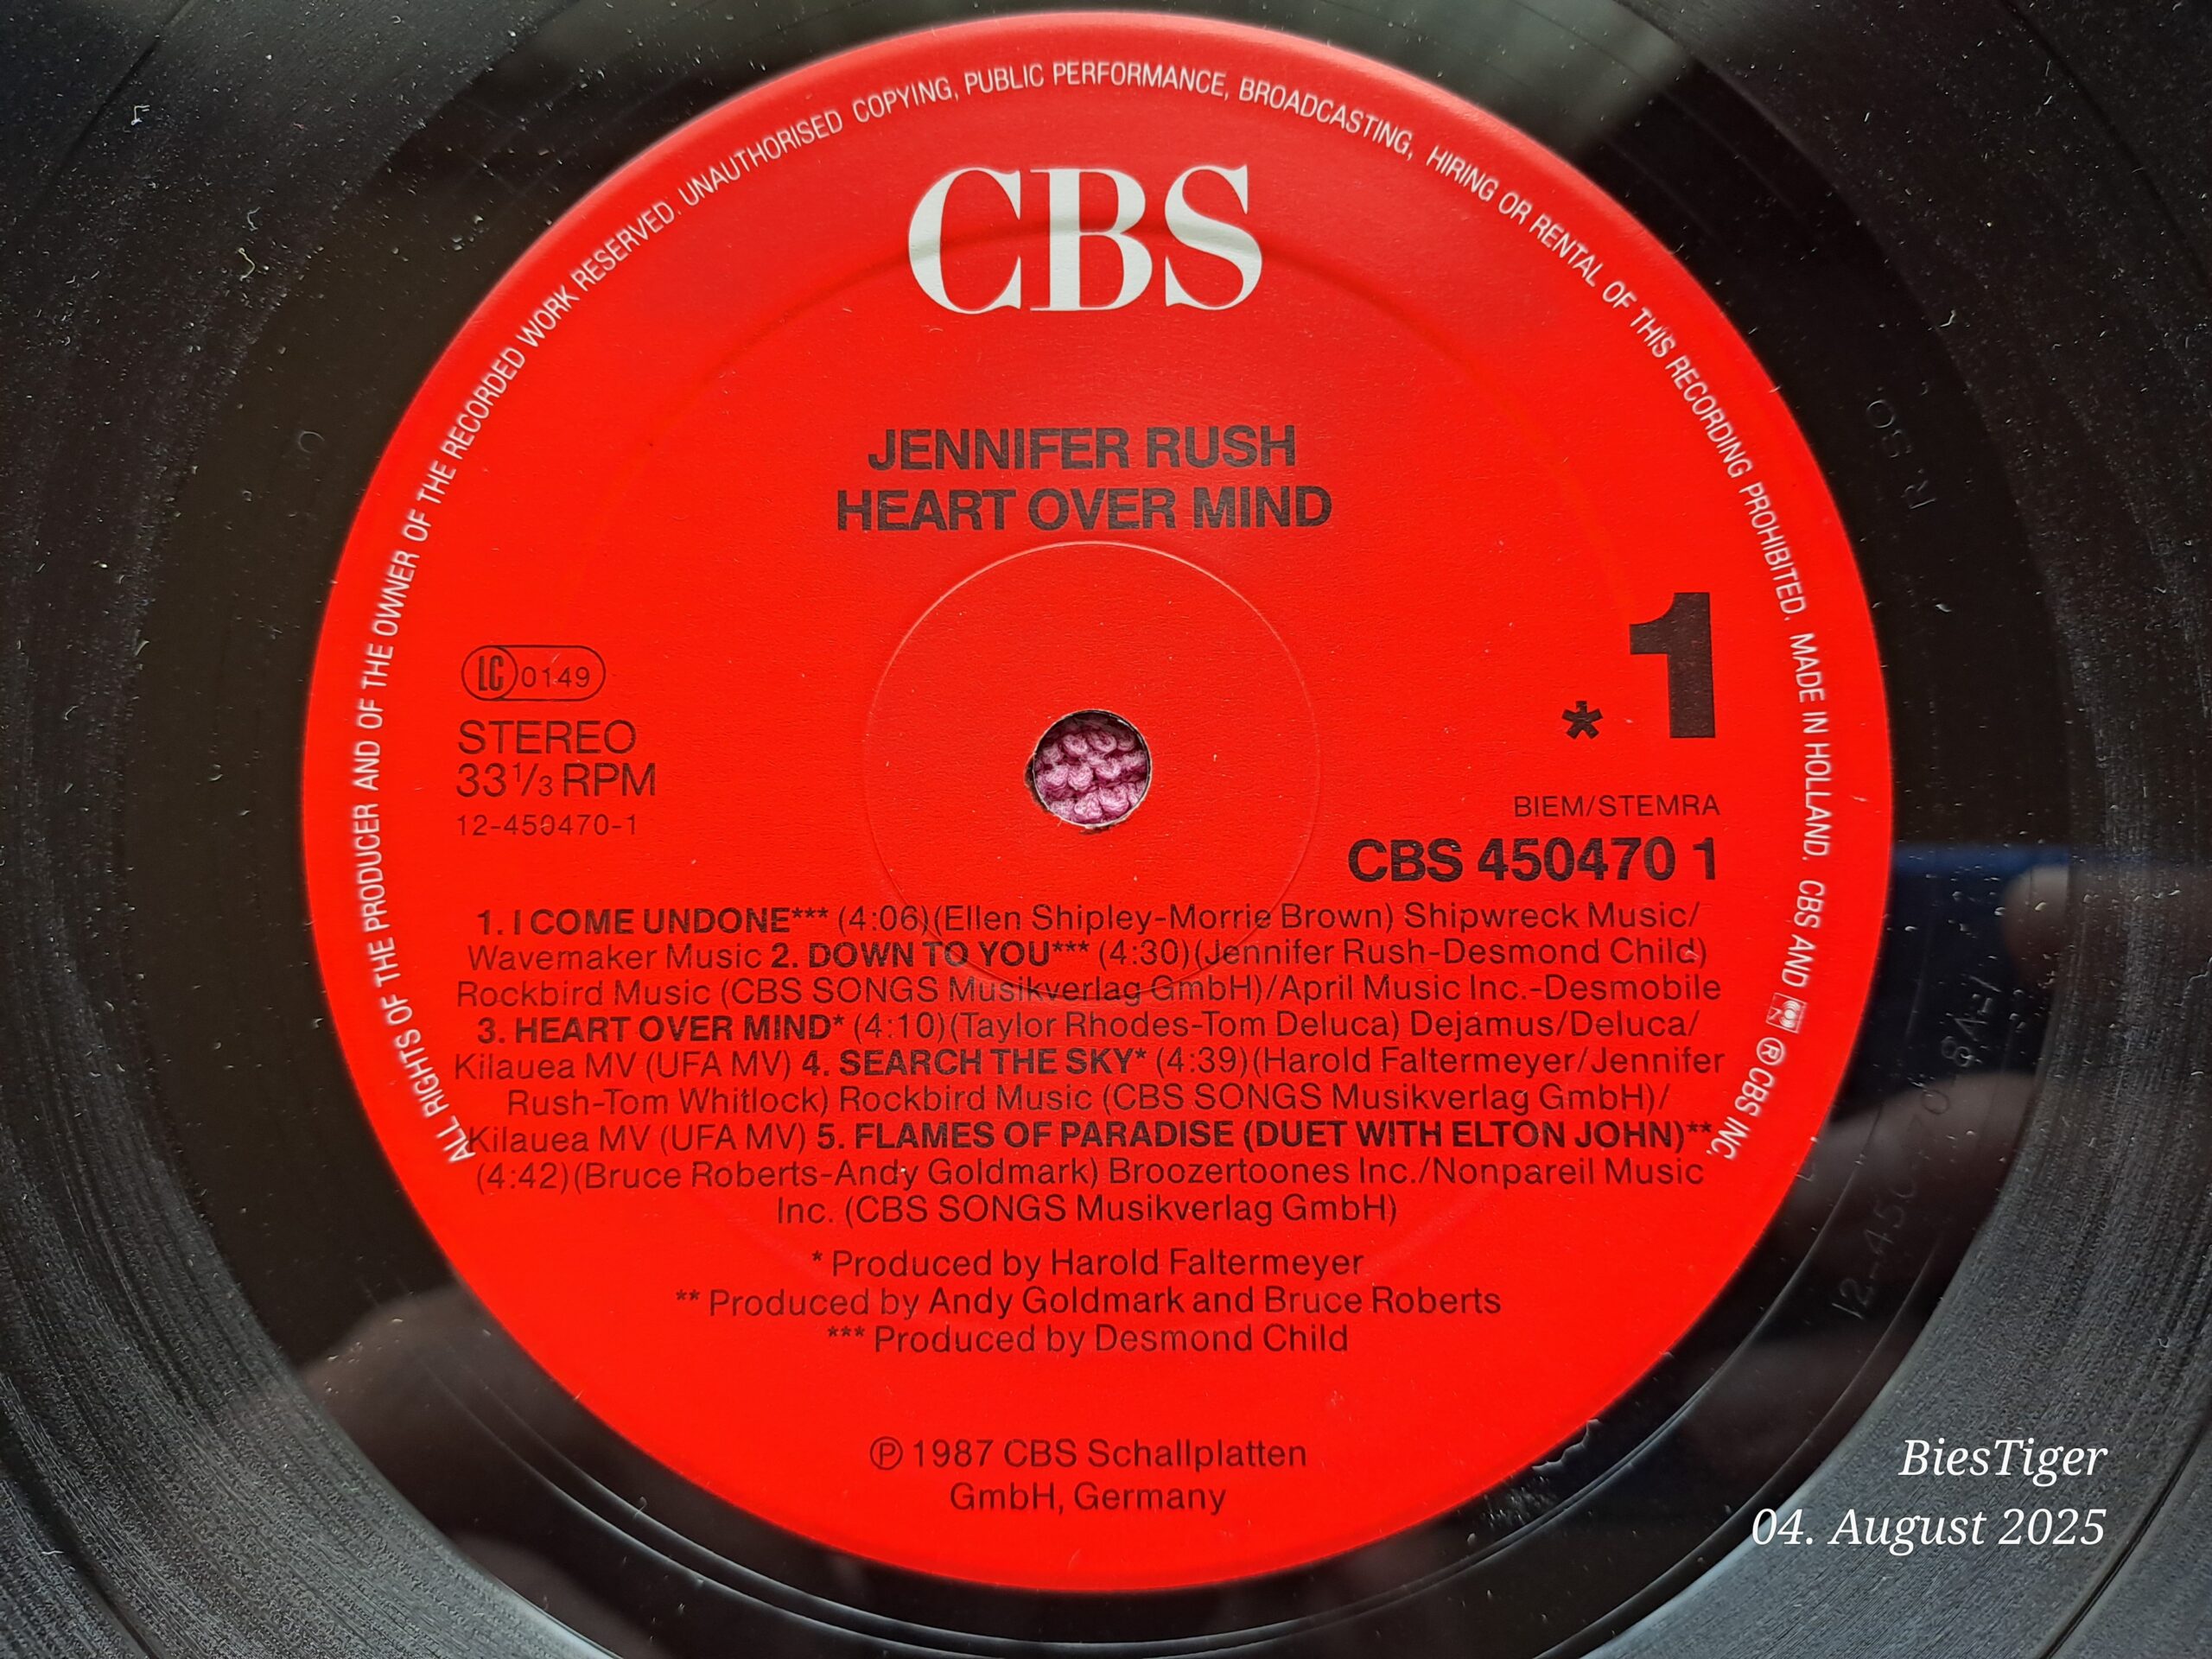 ALL RIGHTS OF THE PRODUCER AND OF THE OWNER OF THE RECORDED WORK RESERVED. UNAUTHORISED COPYING, PUBLIC PERFORMANCE, BROADCASTING, HIRING OR RENTAL OF THIS RECORDING PROHIBITED. MADE IN HOLLAND. CBS AND ℗ CBS INC.
CBS
JENNIFER RUSH
HEART OVER MIND
* 1
LC 0149
STEREO
33 1/3 RPM
12-450470-1
BIEM/STEMRA
CBS 450470 1
1. I COME UNDONE*** (4:06)(Ellen Shipley-Morrie Brown) Shipwreck Music/
Wavemaker Music 2. DOWN TO YOU*** (4:30)(Jennifer Rush-Desmond Child)
Rockbird Music (CBS SONGS Musikverlag GmbH)/April Music Inc.-Desmobile
3. HEART OVER MIND* (4:10)(Taylor Rhodes-Tom Deluca) Dejamus/Deluca/
Kilauea MV (UFA MV) 4. SEARCH THE SKY* (4:39)(Harold Faltermeyer/Jennifer
Rush-Tom Whitlock) Rockbird Music (CBS SONGS Musikverlag GmbH)/
Kilauea MV (UFA MV) 5. FLAMES OF PARADISE (DUET WITH ELTON JOHN)**
(4:42)(Bruce Roberts-Andy Goldmark) Broozertoones Inc./Nonpareil Music
Inc. (CBS SONGS Musikverlag GmbH)
* Produced by Harold Faltermeyer
** Produced by Andy Goldmark and Bruce Roberts
*** Produced by Desmond Child
℗ 1987 CBS Schallplatten
GmbH, Germany
BiesTiger
04. August 2025